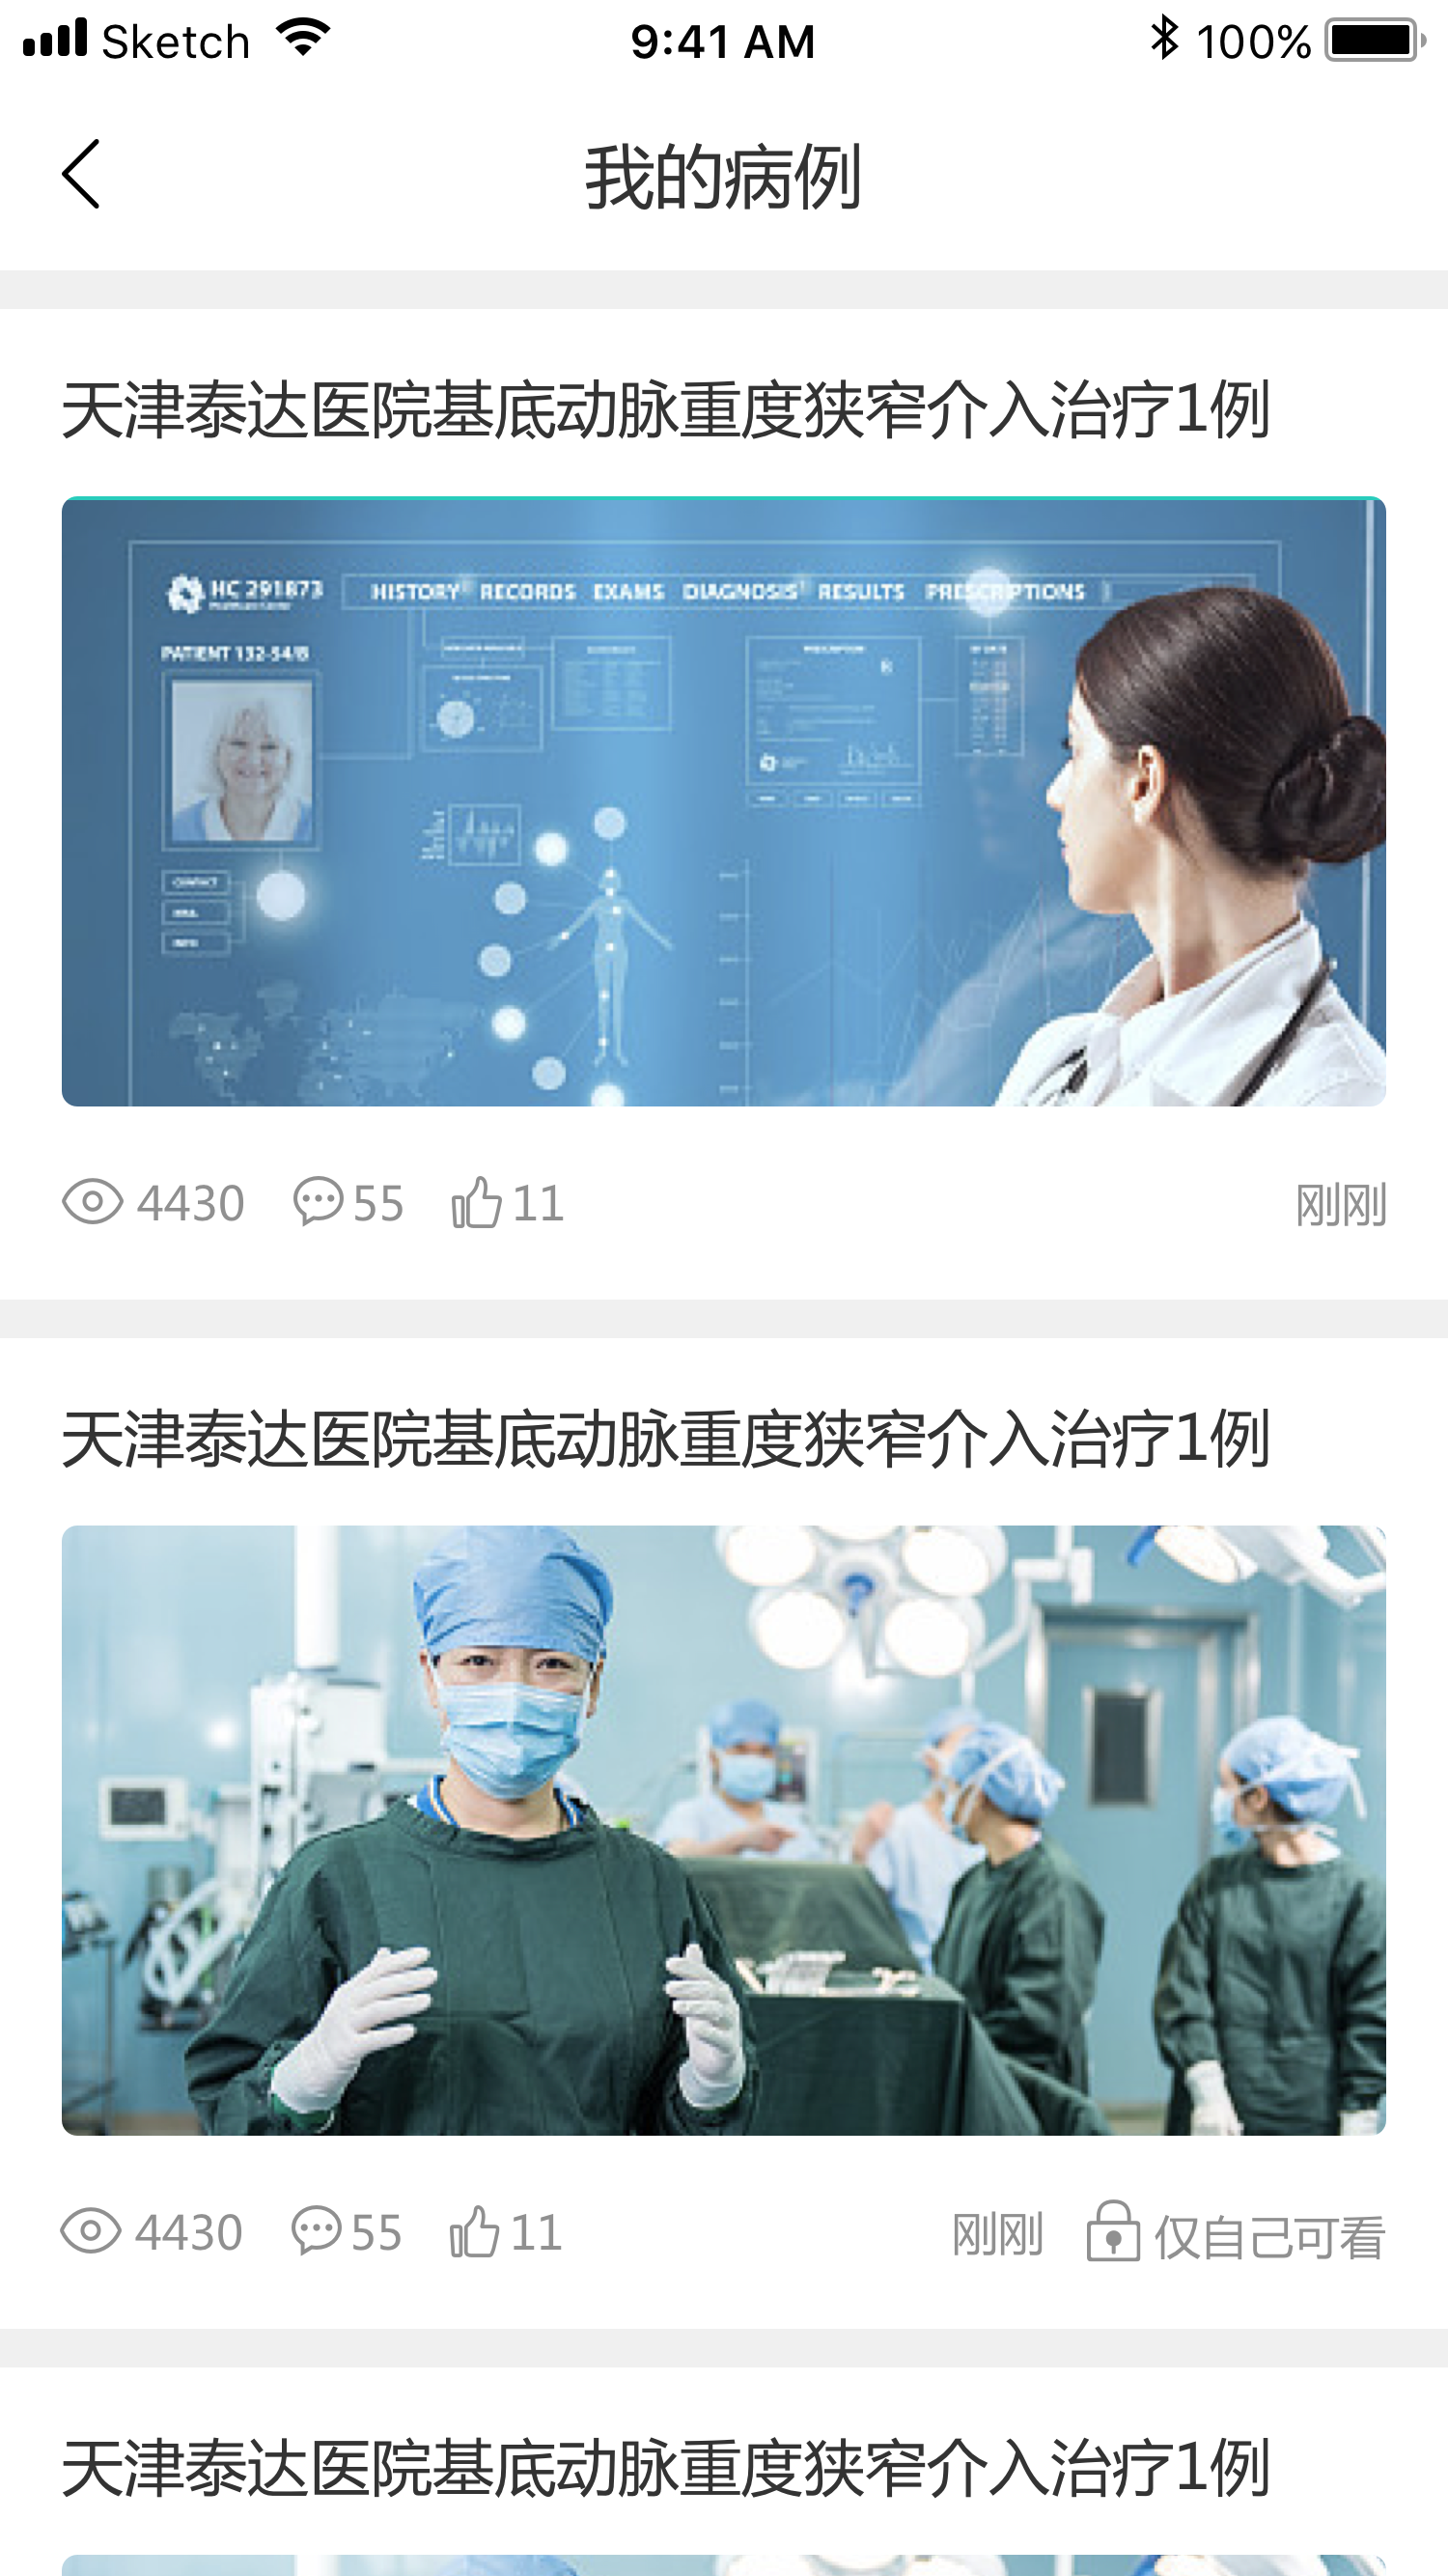 Sketch 9:41 AM 100%
我的病例
天津泰达医院基底动脉重度狭窄介入治疗1例
HC 291873 HISTORY RECORDS EXAMS DIAGNOSIS RESULTS PRESCRIPTIONS
PATIENT 132-54/B
CONTACT
INFO
4430 55 11 刚刚
天津泰达医院基底动脉重度狭窄介入治疗1例
4430 55 11 刚刚 仅自己可看
天津泰达医院基底动脉重度狭窄介入治疗1例